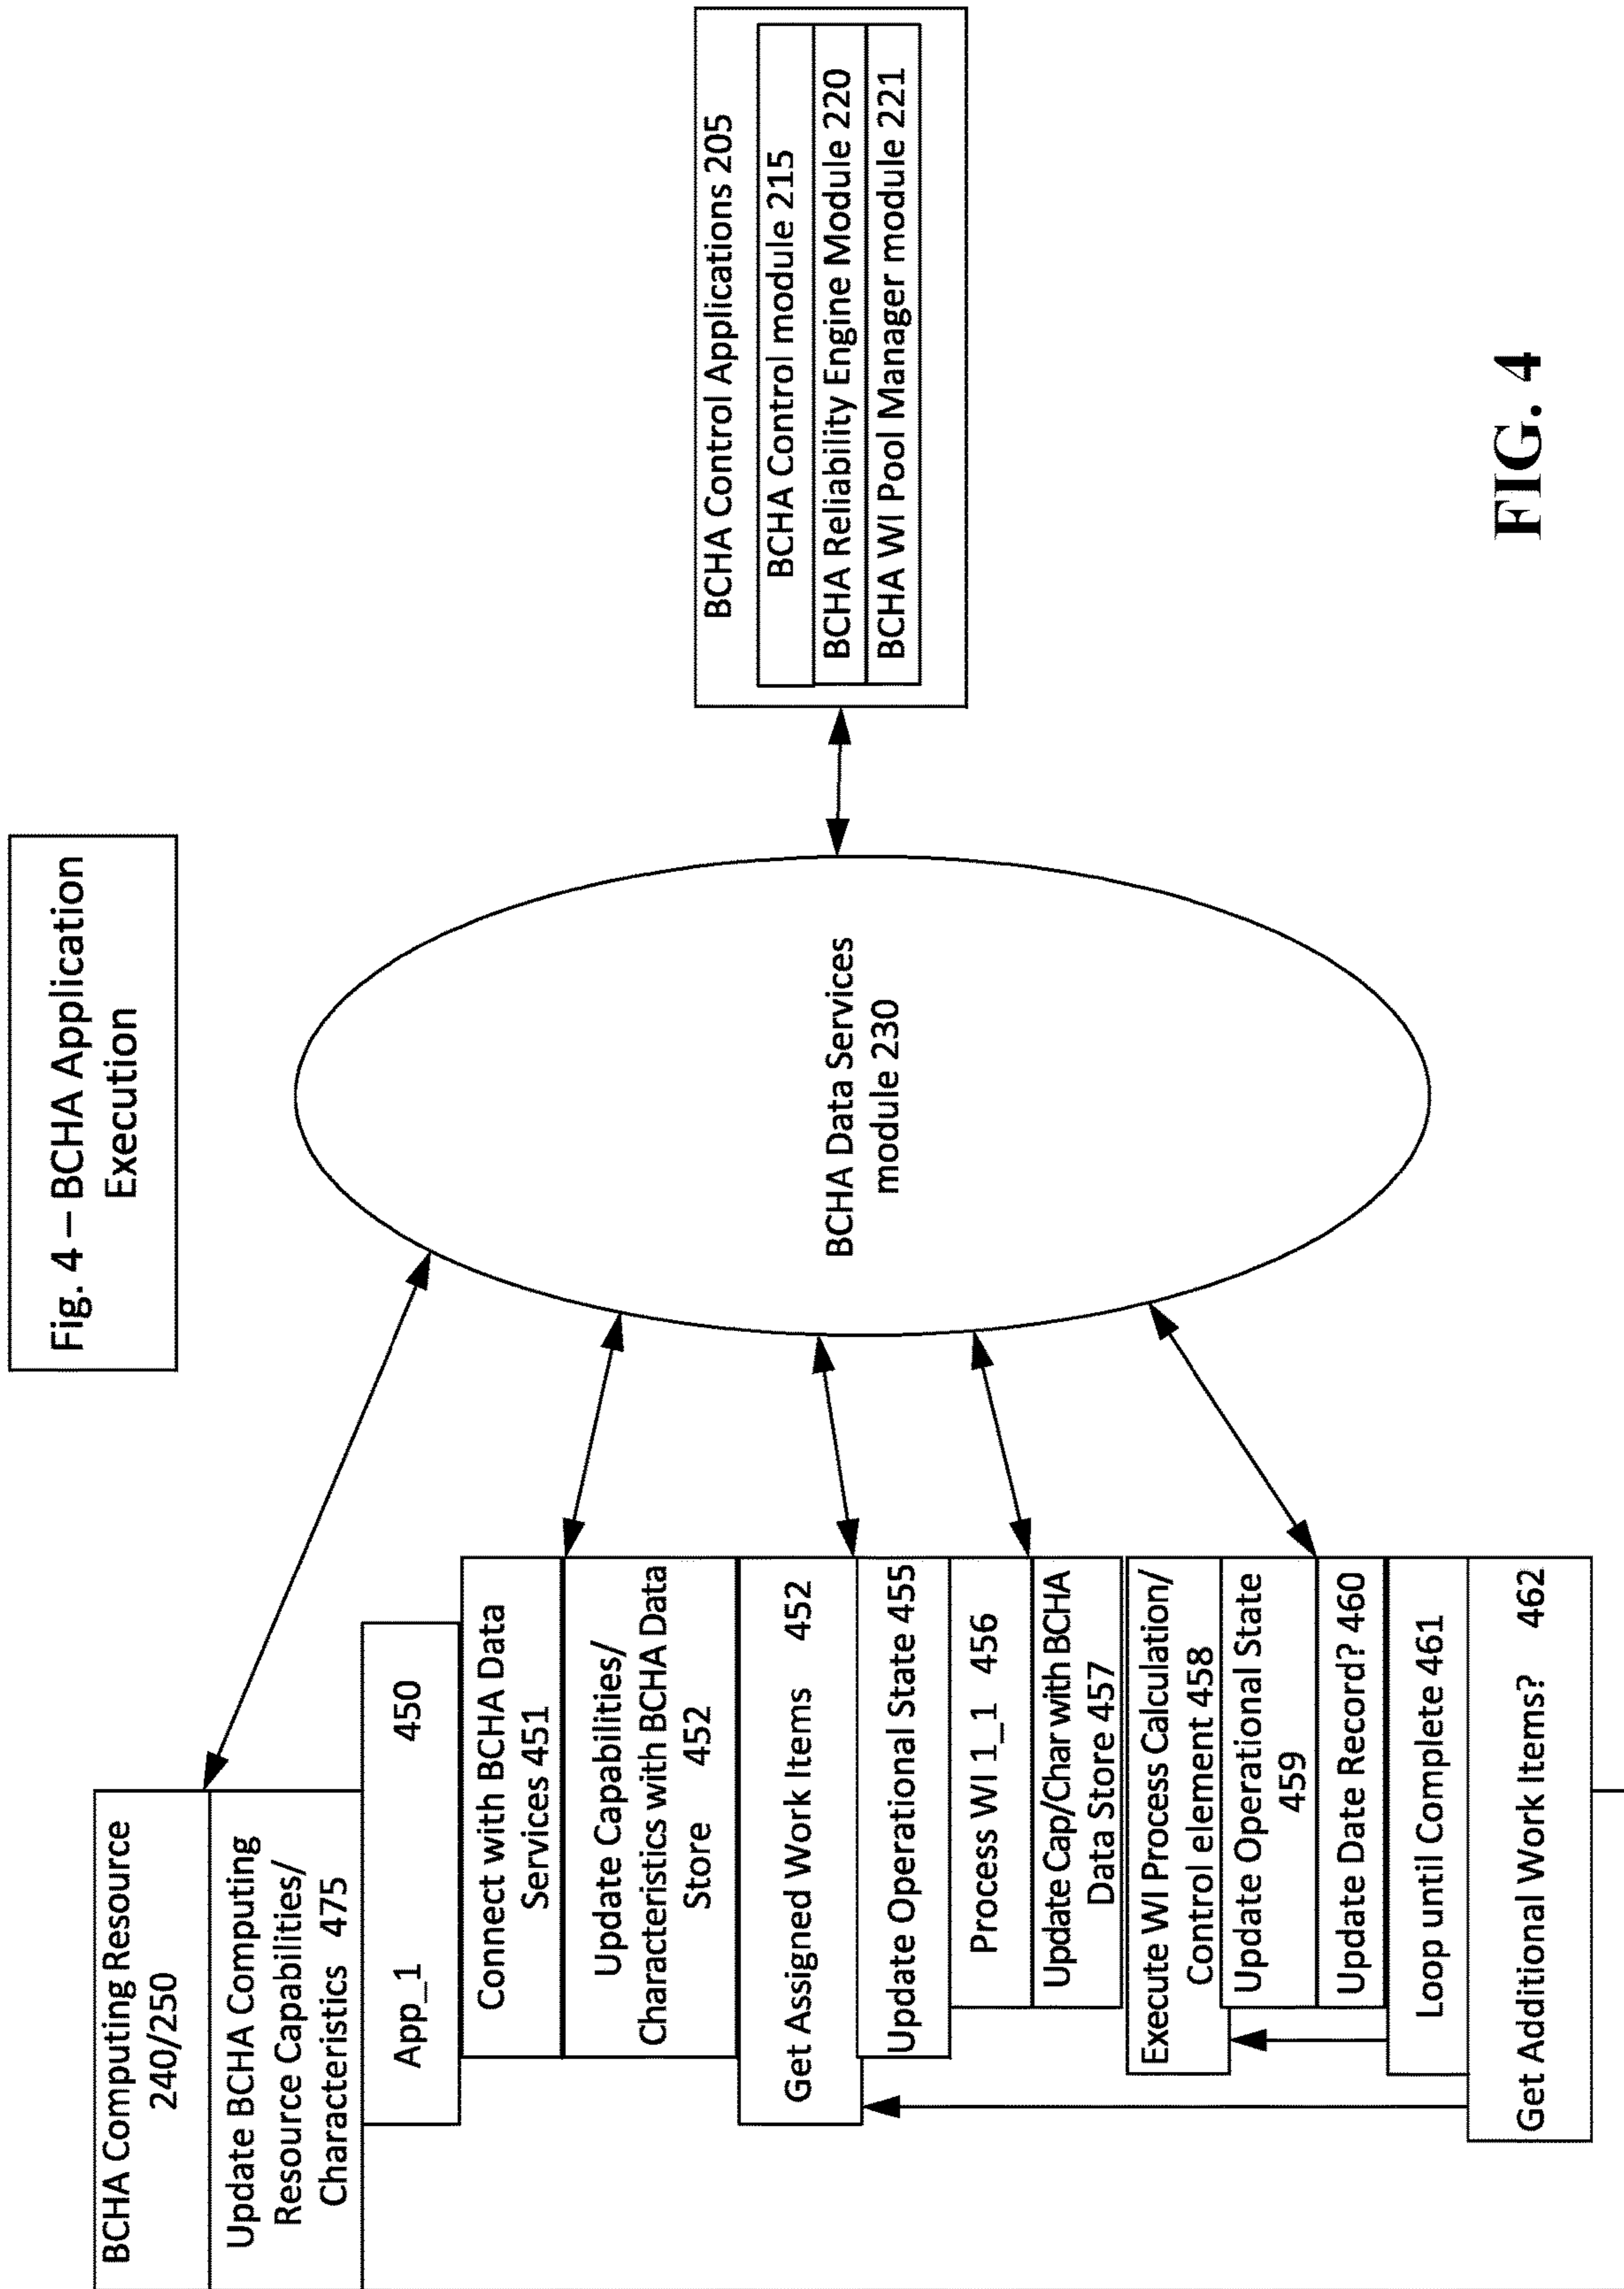 Fig. 4 – BCHA Application
Execution
BCHA Computing Resource
240/250
Update BCHA Computing
Resource Capabilities/
Characteristics 475
App_1 450
Connect with BCHA Data
Services 451
Update Capabilities/
Characteristics with BCHA Data
Store 452
Get Assigned Work Items 452
Update Operational State 455
Process WI 1_1 456
Update Cap/Char with BCHA
Data Store 457
Execute WI Process Calculation/
Control element 458
Update Operational State
459
Update Date Record? 460
Loop until Complete 461
Get Additional Work Items? 462
BCHA Data Services
module 230
BCHA Control Applications 205
BCHA Control module 215
BCHA Reliability Engine Module 220
BCHA WI Pool Manager module 221
FIG. 4